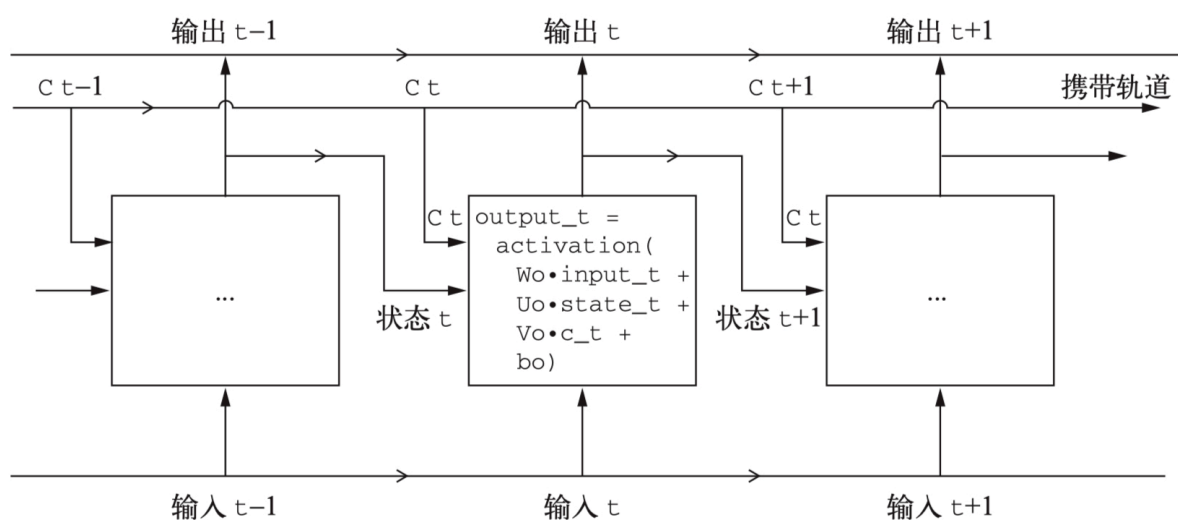 输出 t–1
输出 t
输出 t+1
C t–1
C t
C t+1
携带轨道
C t
output_t =
activation(
Wo•input_t +
Uo•state_t +
Vo•c_t +
bo)
C t
...
...
状态 t
状态 t+1
输入 t–1
输入 t
输入 t+1